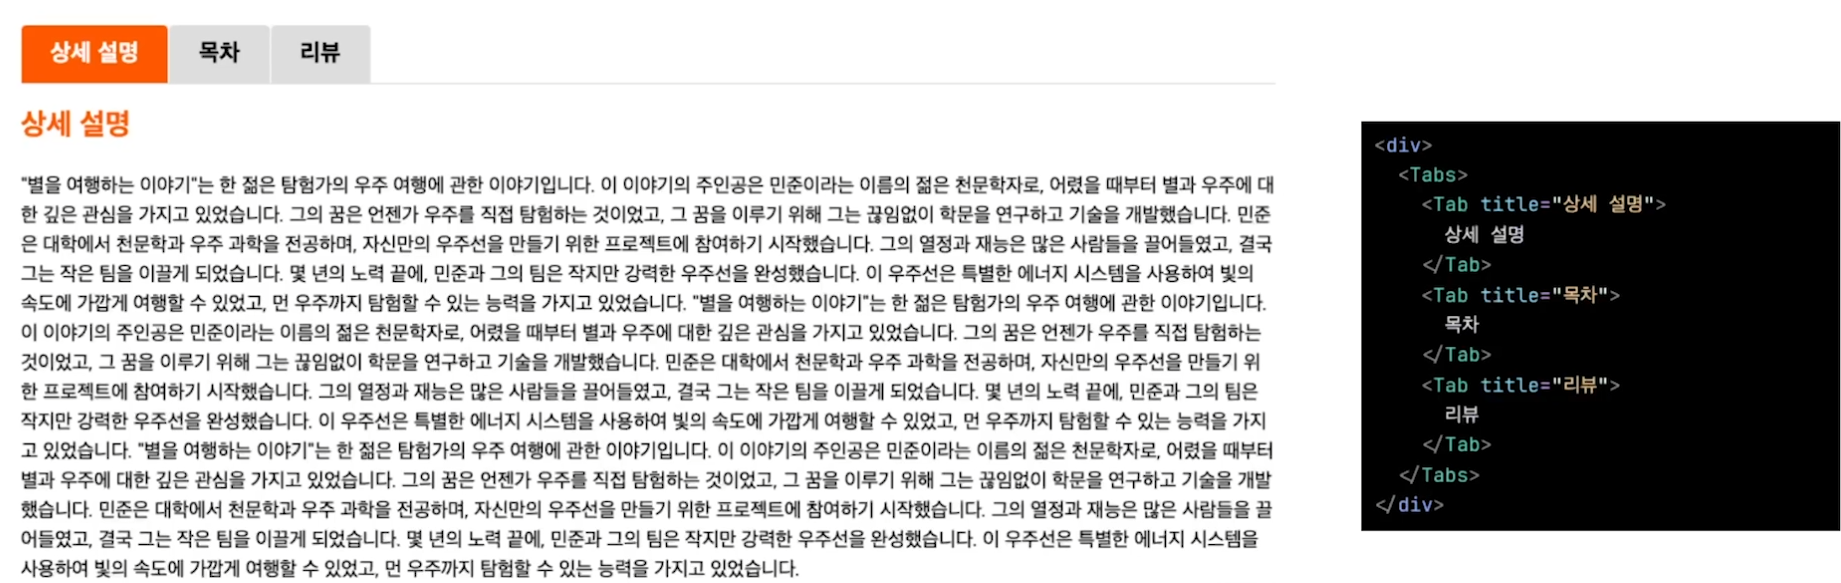 상세 설명 목차 리뷰
상세 설명
"별을 여행하는 이야기"는 한 젊은 탐험가의 우주 여행에 관한 이야기입니다. 이 이야기의 주인공은 민준이라는 이름의 젊은 천문학자로, 어렸을 때부터 별과 우주에 대
한 깊은 관심을 가지고 있었습니다. 그의 꿈은 언젠가 우주를 직접 탐험하는 것이었고, 그 꿈을 이루기 위해 그는 끊임없이 학문을 연구하고 기술을 개발했습니다. 민준
은 대학에서 천문학과 우주 과학을 전공하며, 자신만의 우주선을 만들기 위한 프로젝트에 참여하기 시작했습니다. 그의 열정과 재능은 많은 사람들을 끌어들였고, 결국
그는 작은 팀을 이끌게 되었습니다. 몇 년의 노력 끝에, 민준과 그의 팀은 작지만 강력한 우주선을 완성했습니다. 이 우주선은 특별한 에너지 시스템을 사용하여 빛의
속도에 가깝게 여행할 수 있었고, 먼 우주까지 탐험할 수 있는 능력을 가지고 있었습니다. "별을 여행하는 이야기"는 한 젊은 탐험가의 우주 여행에 관한 이야기입니다.
이 이야기의 주인공은 민준이라는 이름의 젊은 천문학자로, 어렸을 때부터 별과 우주에 대한 깊은 관심을 가지고 있었습니다. 그의 꿈은 언젠가 우주를 직접 탐험하는
것이었고, 그 꿈을 이루기 위해 그는 끊임없이 학문을 연구하고 기술을 개발했습니다. 민준은 대학에서 천문학과 우주 과학을 전공하며, 자신만의 우주선을 만들기 위
한 프로젝트에 참여하기 시작했습니다. 그의 열정과 재능은 많은 사람들을 끌어들였고, 결국 그는 작은 팀을 이끌게 되었습니다. 몇 년의 노력 끝에, 민준과 그의 팀은
작지만 강력한 우주선을 완성했습니다. 이 우주선은 특별한 에너지 시스템을 사용하여 빛의 속도에 가깝게 여행할 수 있었고, 먼 우주까지 탐험할 수 있는 능력을 가지
고 있었습니다. "별을 여행하는 이야기"는 한 젊은 탐험가의 우주 여행에 관한 이야기입니다. 이 이야기의 주인공은 민준이라는 이름의 젊은 천문학자로, 어렸을 때부터
별과 우주에 대한 깊은 관심을 가지고 있었습니다. 그의 꿈은 언젠가 우주를 직접 탐험하는 것이었고, 그 꿈을 이루기 위해 그는 끊임없이 학문을 연구하고 기술을 개발
했습니다. 민준은 대학에서 천문학과 우주 과학을 전공하며, 자신만의 우주선을 만들기 위한 프로젝트에 참여하기 시작했습니다. 그의 열정과 재능은 많은 사람들을 끌
어들였고, 결국 그는 작은 팀을 이끌게 되었습니다. 몇 년의 노력 끝에, 민준과 그의 팀은 작지만 강력한 우주선을 완성했습니다. 이 우주선은 특별한 에너지 시스템을
사용하여 빛의 속도에 가깝게 여행할 수 있었고, 먼 우주까지 탐험할 수 있는 능력을 가지고 있었습니다.
<div>
<Tabs>
<Tab title="상세 설명">
상세 설명
</Tab>
<Tab title="목차">
목차
</Tab>
<Tab title="리뷰">
리뷰
</Tab>
</Tabs>
</div>